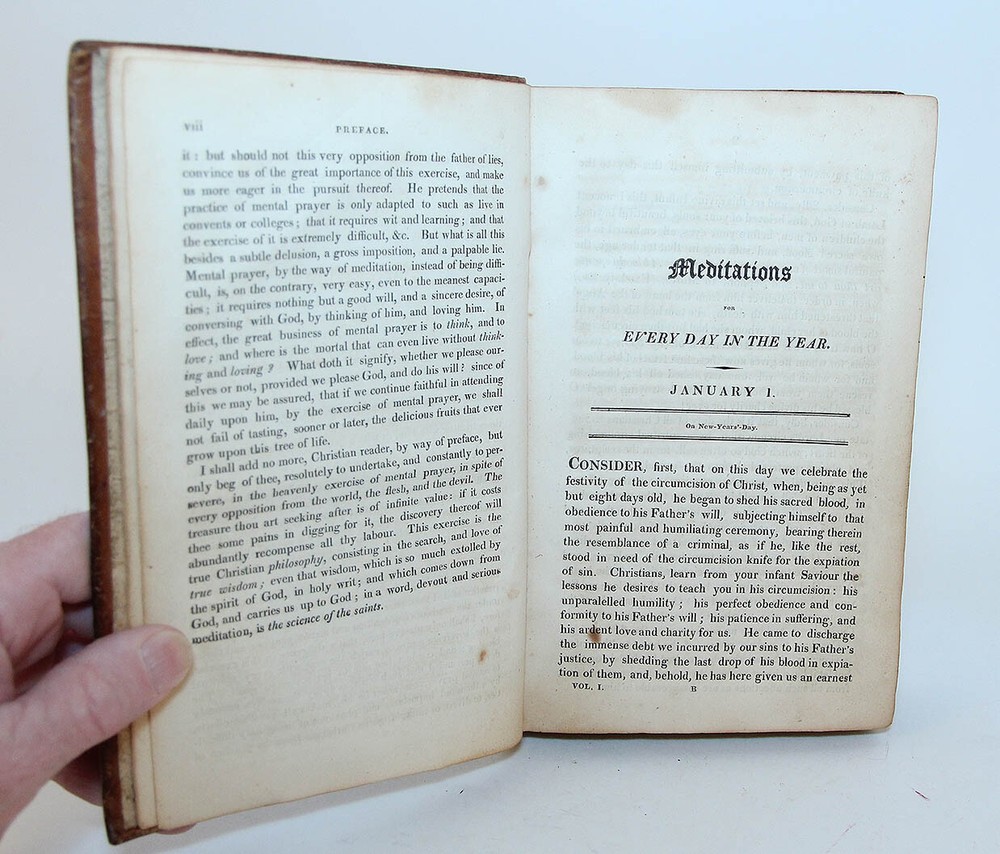 viii
PREFACE.
it: but should not this very opposition from the father of lies,
convince us of the great importance of this exercise, and make
us more eager in the pursuit thereof. He pretends that the
practice of mental prayer is only adapted to such as live in
convents or colleges; that it requires wit and learning; and that
the exercise of it is extremely difficult, &c. But what is all this
besides a subtle delusion, a gross imposition, and a palpable lie.
Mental prayer, by the way of meditation, instead of being diffi-
cult, is, on the contrary, very easy, even to the meanest capaci-
ties; it requires nothing but a good will, and a sincere desire, of
conversing with God, by thinking of him, and loving him. In
effect, the great business of mental prayer is to think, and to
love; and where is the mortal that can even live without think-
ing and loving? What doth it signify, whether we please our-
selves or not, provided we please God, and do his will? since of
this we may be assured, that if we continue faithful in attending
daily upon him, by the exercise of mental prayer, we shall
not fail of tasting, sooner or later, the delicious fruits that ever
grow upon this tree of life.
I shall add no more, Christian reader, by way of preface, but
only beg of thee, resolutely to undertake, and constantly to per-
severe, in the heavenly exercise of mental prayer, in spite of
every opposition from the world, the flesh, and the devil. The
treasure thou art seeking after is of infinite value: if it costs
thee some pains in digging for it, the discovery thereof will
abundantly recompense all thy labour. This exercise is the
true Christian philosophy, consisting in the search, and love of
true wisdom; even that wisdom, which is so much extolled by
the spirit of God, in holy writ; and which comes down from
God, and carries us up to God; in a word, devout and serious
meditation, is the science of the saints.
Meditations
FOR
EVERY DAY IN THE YEAR.
JANUARY 1.
On New-Years'-Day.
CONSIDER, first, that on this day we celebrate the
festivity of the circumcision of Christ, when, being as yet
but eight days old, he began to shed his sacred blood, in
obedience to his Father's will, subjecting himself to that
most painful and humiliating ceremony, bearing therein
the resemblance of a criminal, as if he, like the rest,
stood in need of the circumcision knife for the expiation
of sin. Christians, learn from your infant Saviour the
lessons he desires to teach you in his circumcision: his
unparalelled humility; his perfect obedience and con-
formity to his Father's will; his patience in suffering, and
his ardent love and charity for us. He came to discharge
the immense debt we incurred by our sins to his Father's
justice, by shedding the last drop of his blood in expia-
tion of them, and, behold, he has here given us an earnest
VOL. I. B